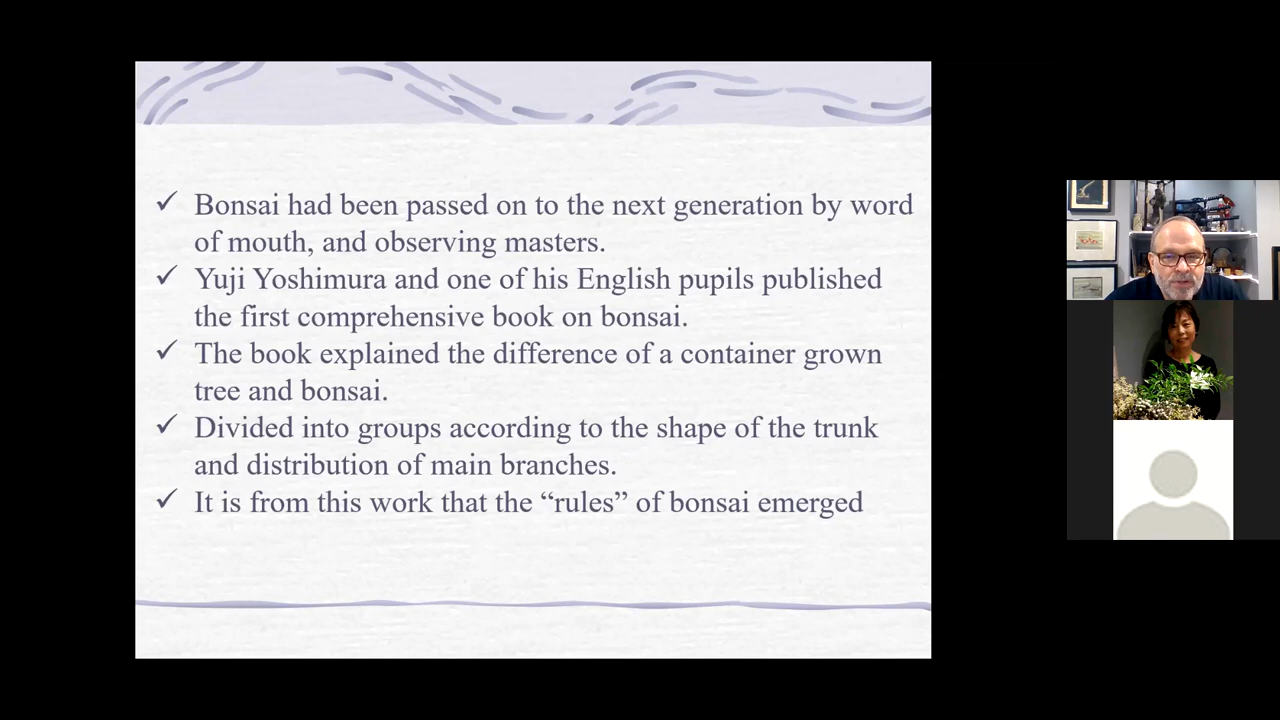 ✓ Bonsai had been passed on to the next generation by word
of mouth, and observing masters.
✓ Yuji Yoshimura and one of his English pupils published
the first comprehensive book on bonsai.
✓ The book explained the difference of a container grown
tree and bonsai.
✓ Divided into groups according to the shape of the trunk
and distribution of main branches.
✓ It is from this work that the “rules” of bonsai emerged